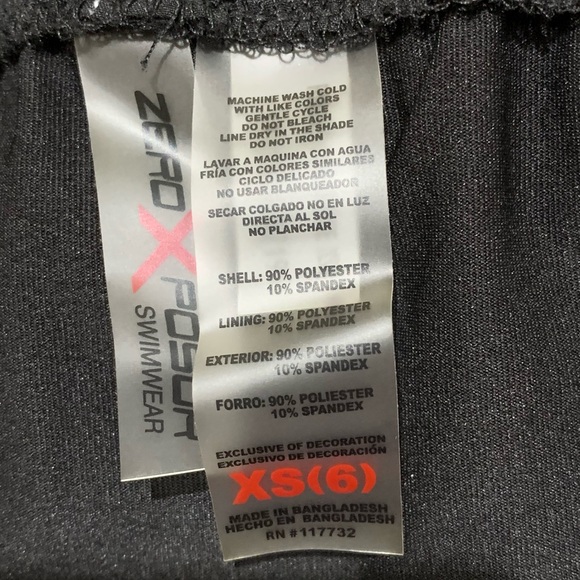 ZERO X POSUR
SWIMWEAR
MACHINE WASH COLD
WITH LIKE COLORS
GENTLE CYCLE
DO NOT BLEACH
LINE DRY IN THE SHADE
DO NOT IRON
LAVAR A MAQUINA CON AGUA
FRÍA CON COLORES SIMILARES
CICLO DELICADO
NO USAR BLANQUEADOR
SECAR COLGADO NO EN LUZ
DIRECTA AL SOL
NO PLANCHAR
SHELL: 90% POLYESTER
10% SPANDEX
LINING: 90% POLYESTER
10% SPANDEX
EXTERIOR: 90% POLIESTER
10% SPANDEX
FORRO: 90% POLIESTER
10% SPANDEX
EXCLUSIVE OF DECORATION
EXCLUSIVO DE DECORACIÓN
XS(6)
MADE IN BANGLADESH
HECHO EN BANGLADESH
RN #117732